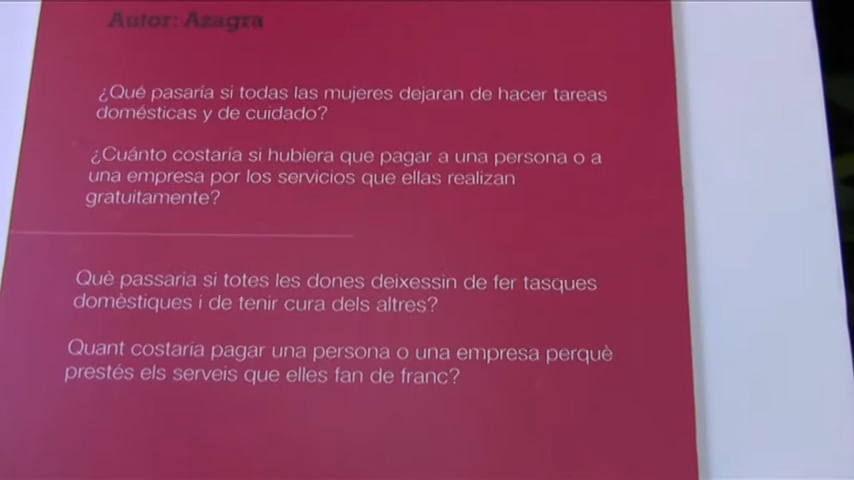 Autor: Azagra
¿Qué pasaría si todas las mujeres dejaran de hacer tareas
domésticas y de cuidado?
¿Cuánto costaría si hubiera que pagar a una persona o a
una empresa por los servicios que ellas realizan
gratuitamente?
Què passaria si totes les dones deixessin de fer tasques
domèstiques i de tenir cura dels altres?
Quant costaria pagar una persona o una empresa perquè
prestés els serveis que elles fan de franc?